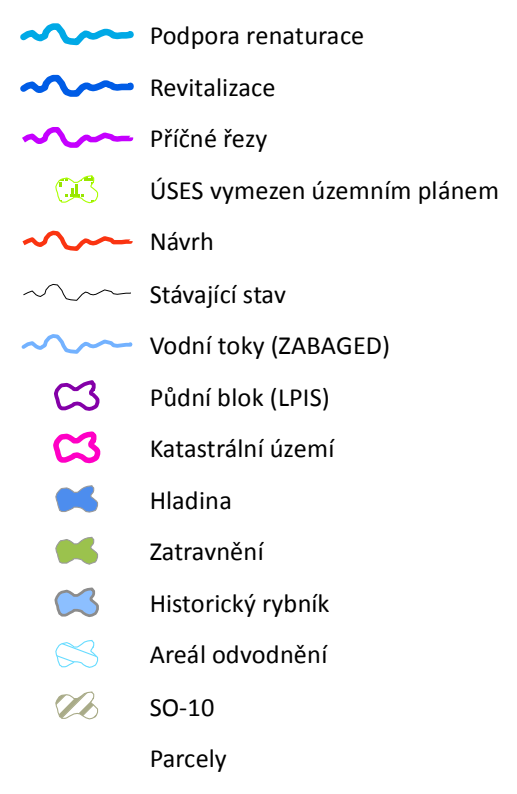 Podpora renaturace
Revitalizace
Příčné řezy
ÚSES vymezen územním plánem
Návrh
Stávající stav
Vodní toky (ZABAGED)
Půdní blok (LPIS)
Katastrální území
Hladina
Zatravnění
Historický rybník
Areál odvodnění
SO-10
Parcely